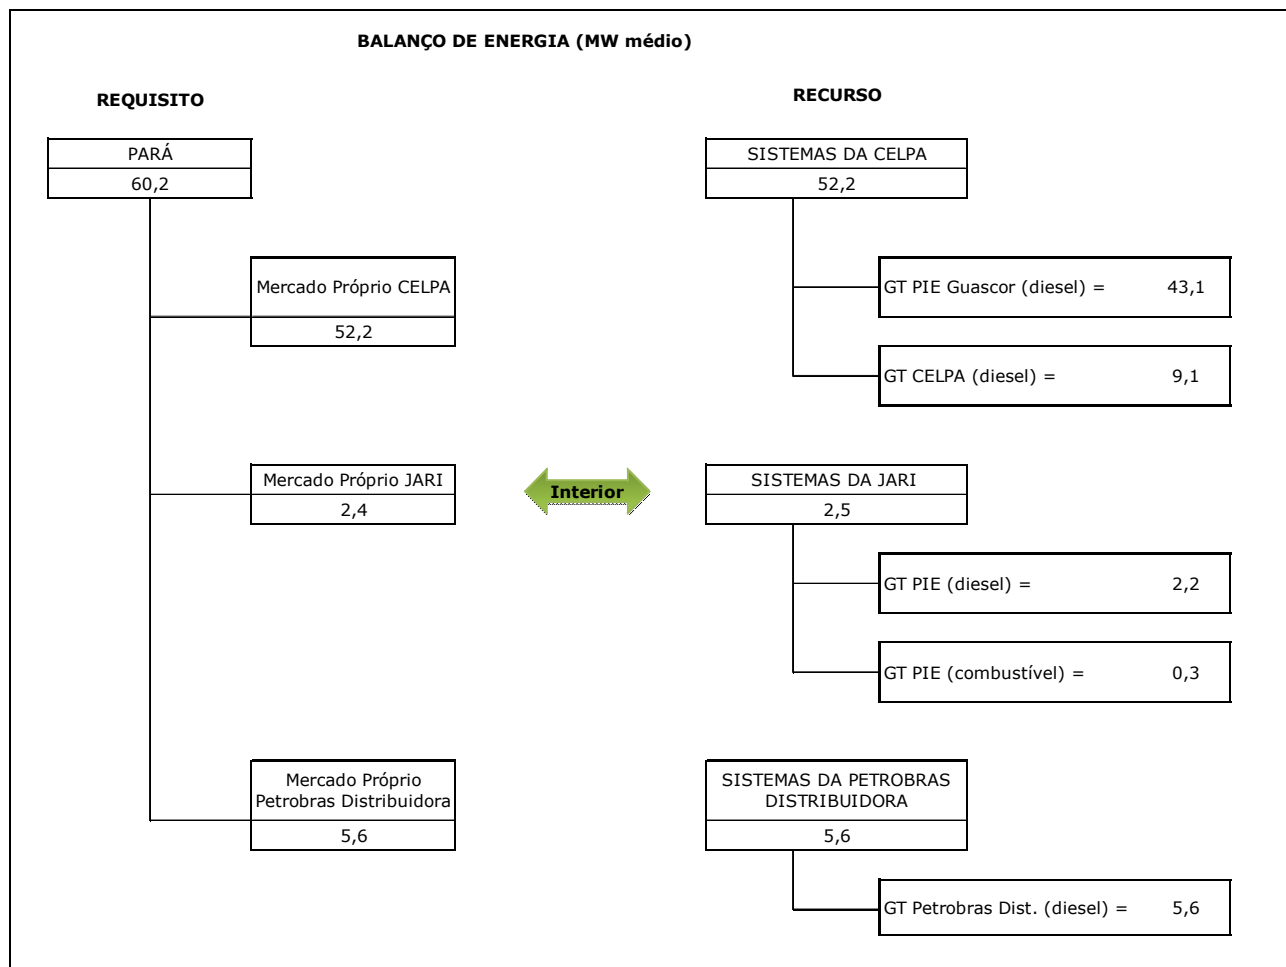 BALANÇO DE ENERGIA (MW médio)
REQUISITO
RECURSO
PARÁ
60,2
SISTEMAS DA CELPA
52,2
Mercado Próprio CELPA
52,2
GT PIE Guascor (diesel) = 43,1
GT CELPA (diesel) = 9,1
Mercado Próprio JARI
2,4
Interior
SISTEMAS DA JARI
2,5
GT PIE (diesel) = 2,2
GT PIE (combustível) = 0,3
Mercado Próprio
Petrobras Distribuidora
5,6
SISTEMAS DA PETROBRAS
DISTRIBUIDORA
5,6
GT Petrobras Dist. (diesel) = 5,6